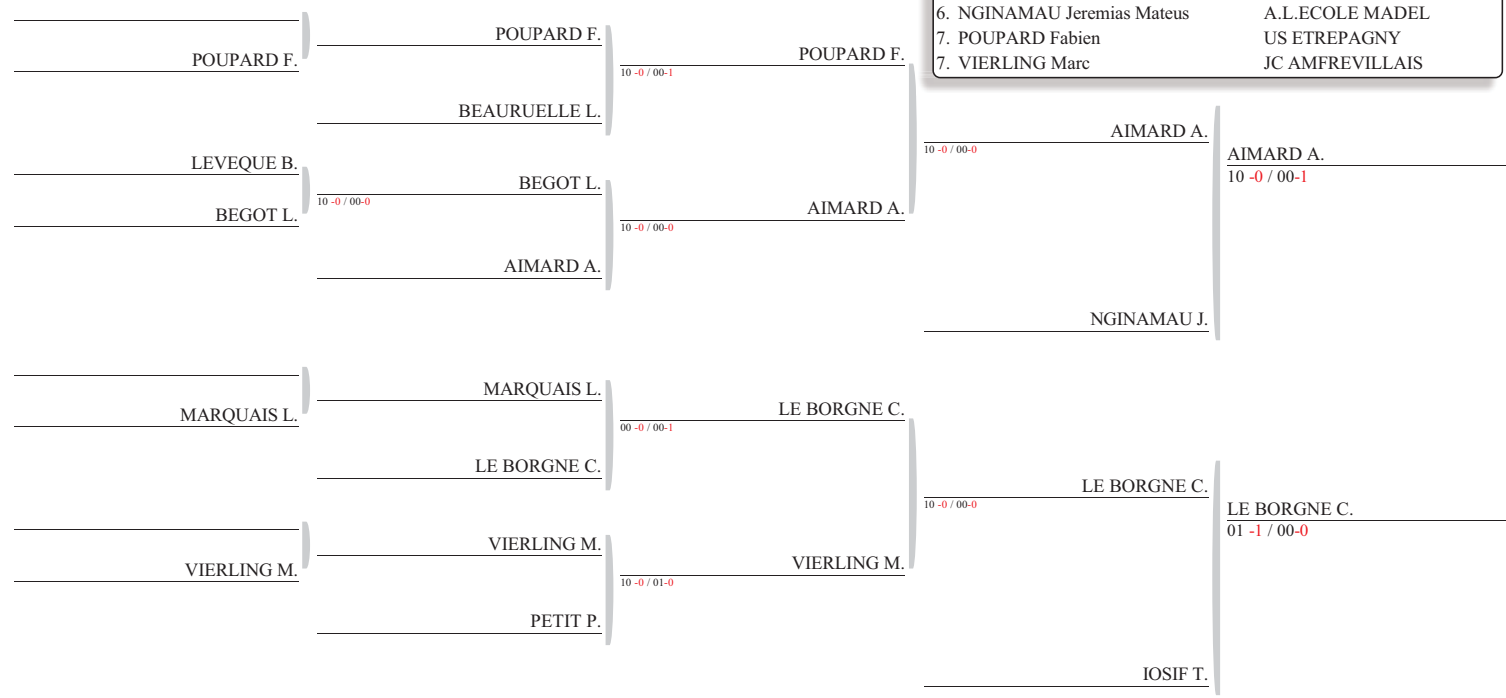 6. NGINAMAU Jeremias Mateus A.L.ECOLE MADEL
7. POUPARD Fabien US ETREPAGNY
7. VIERLING Marc JC AMFREVILLAIS
POUPARD F.
LEVEQUE B.
BEGOT L.
MARQUAIS L.
VIERLING M.
POUPARD F.
BEAURUELLE L.
BEGOT L.
10 -0 / 00-0
AIMARD A.
MARQUAIS L.
LE BORGNE C.
VIERLING M.
PETIT P.
POUPARD F.
10 -0 / 00-1
AIMARD A.
10 -0 / 00-0
LE BORGNE C.
00 -0 / 00-1
VIERLING M.
10 -0 / 01-0
AIMARD A.
10 -0 / 00-0
NGINAMAU J.
LE BORGNE C.
10 -0 / 00-0
IOSIF T.
AIMARD A.
10 -0 / 00-1
LE BORGNE C.
01 -1 / 00-0